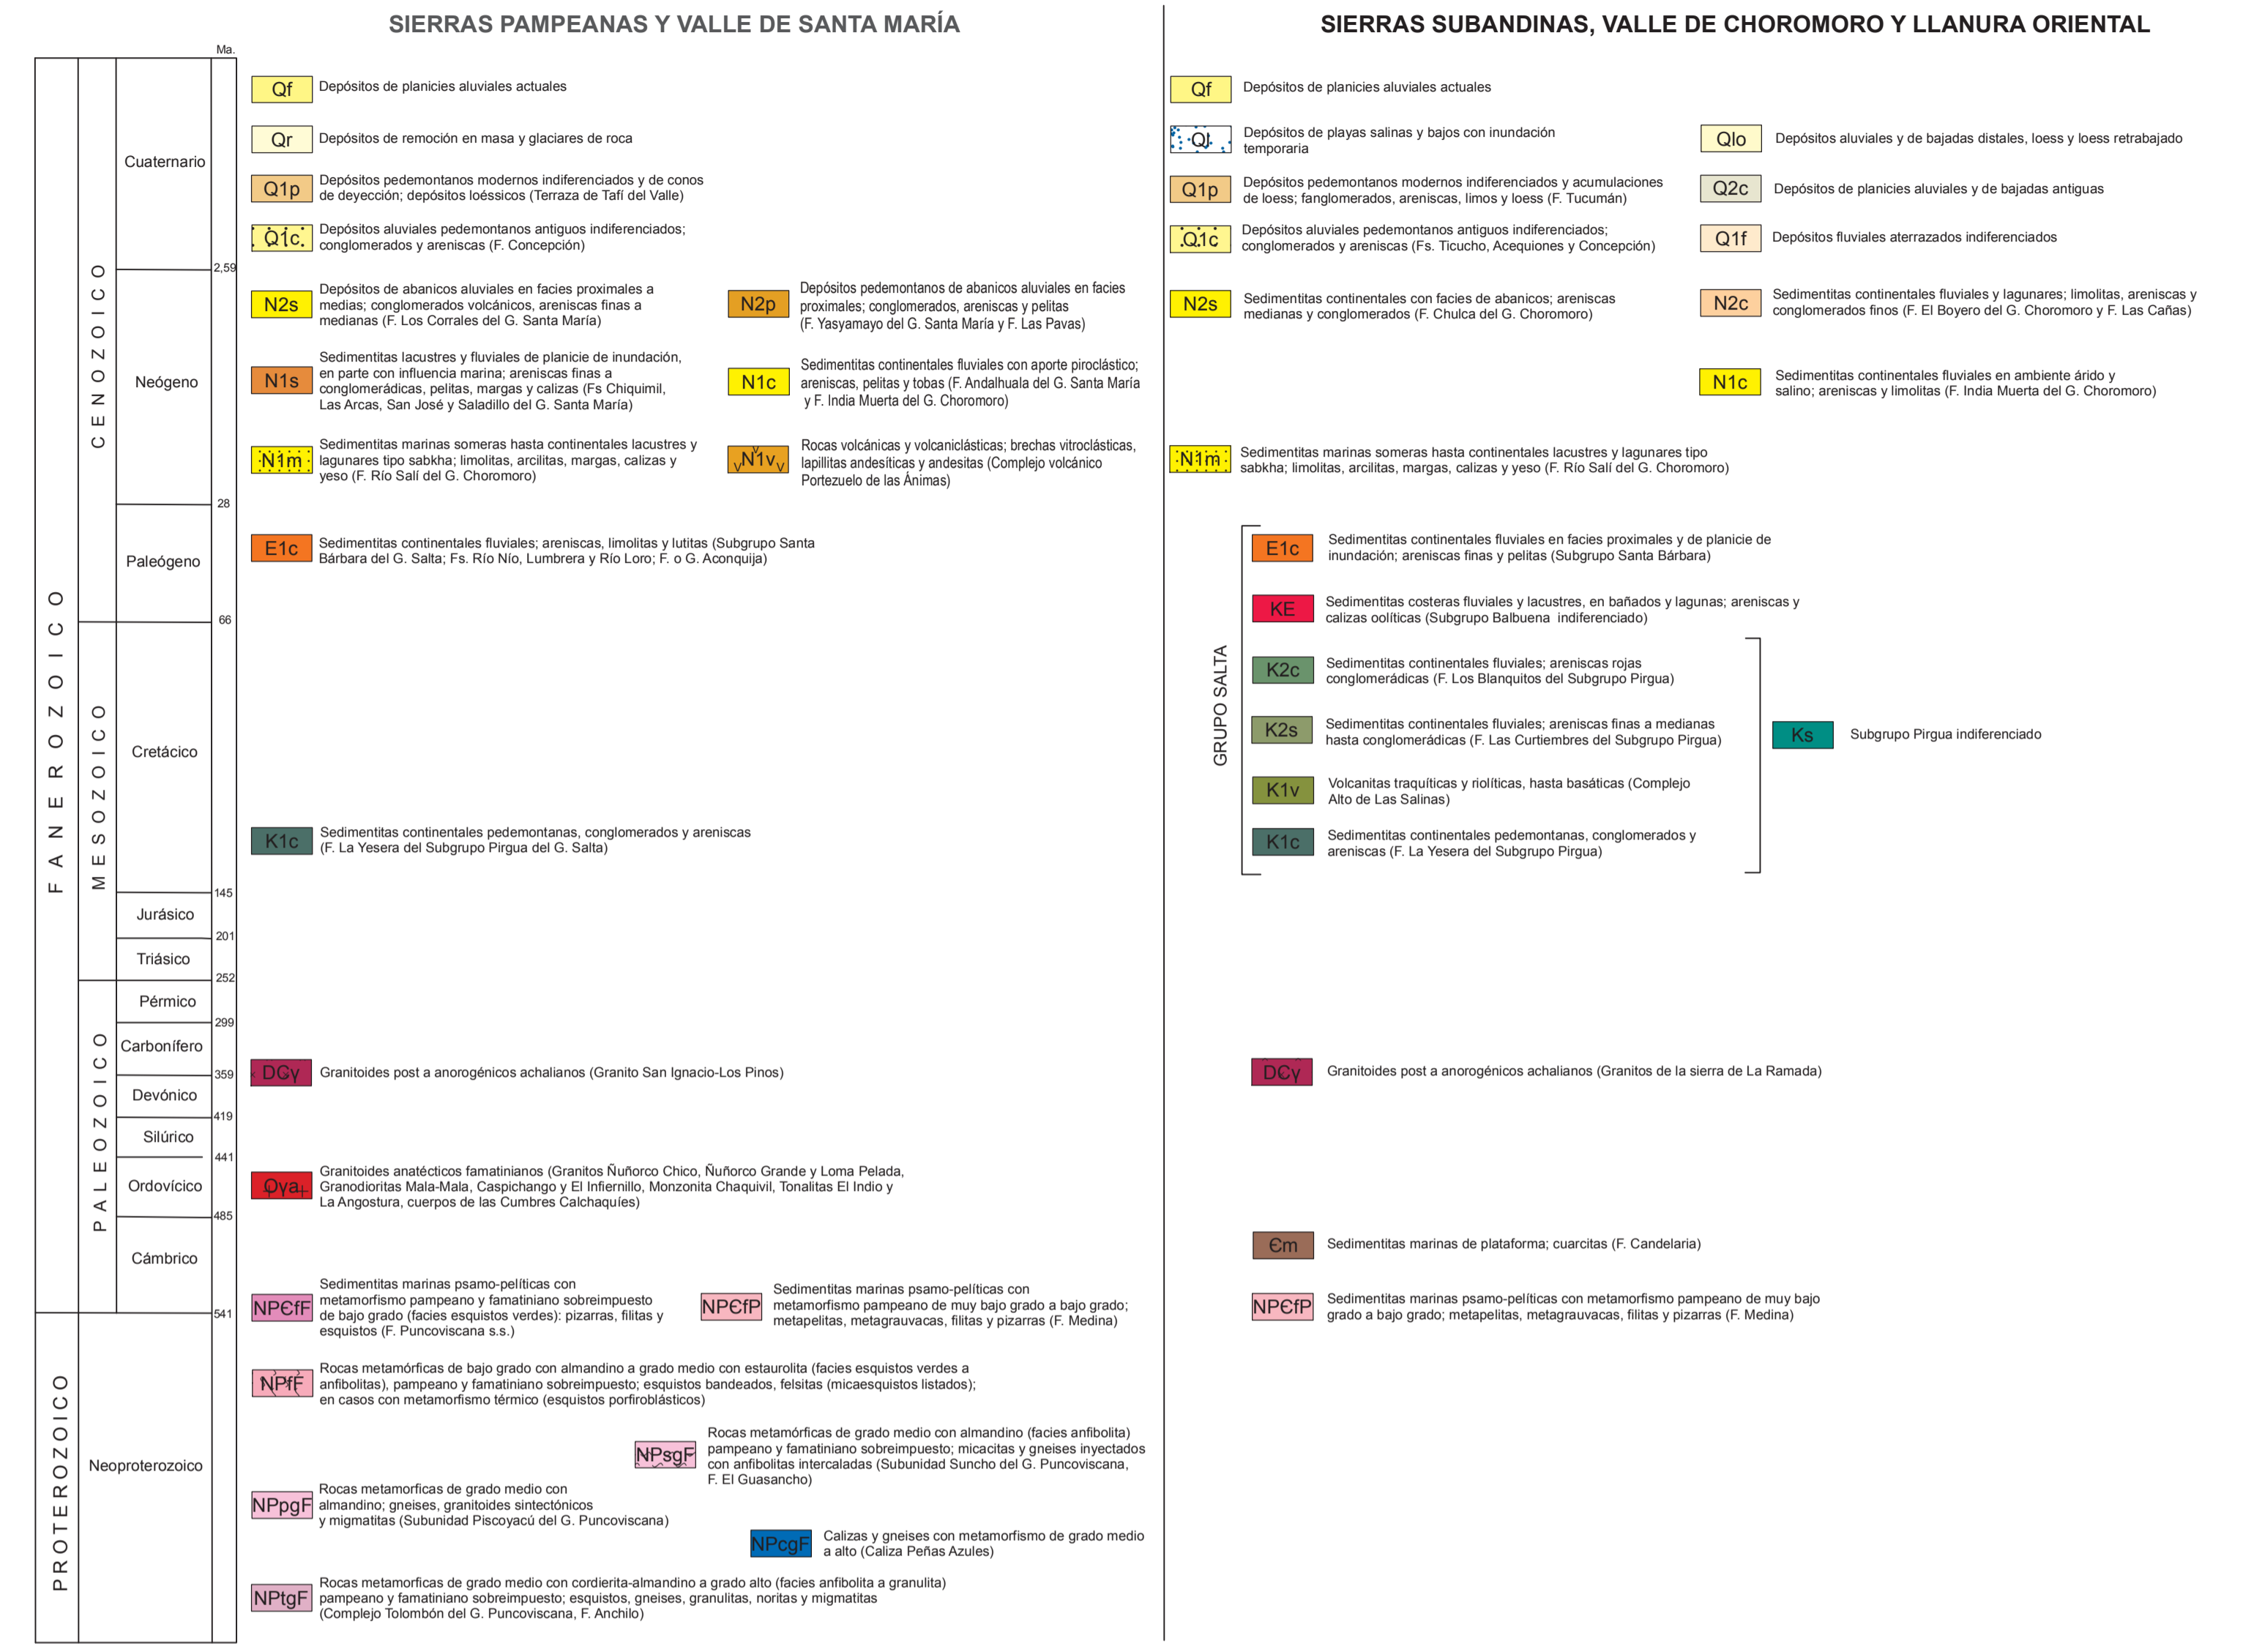 SIERRAS PAMPEANAS Y VALLE DE SANTA MARÍA
Ma.
FANEROZOICO
PROTEROZOICO
CENOZOICO
MESOZOICO
PALEOZOICO
Cuaternario
2,59
Neógeno
28
Paleógeno
66
Cretácico
145
Jurásico
201
Triásico
252
Pérmico
299
Carbonífero
359
Devónico
419
Silúrico
441
Ordovícico
485
Cámbrico
541
Neoproterozoico
Qf
Depósitos de planicies aluviales actuales
Qr
Depósitos de remoción en masa y glaciares de roca
Q1p
Depósitos pedemontanos modernos indiferenciados y de conos
de deyección; depósitos loéssicos (Terraza de Tafí del Valle)
Q1c
Depósitos aluviales pedemontanos antiguos indiferenciados;
conglomerados y areniscas (F. Concepción)
N2s
Depósitos de abanicos aluviales en facies proximales a
medias; conglomerados volcánicos, areniscas finas a
medianas (F. Los Corrales del G. Santa María)
N2p
Depósitos pedemontanos de abanicos aluviales en facies
proximales; conglomerados, areniscas y pelitas
(F. Yasyamayo del G. Santa María y F. Las Pavas)
N1s
Sedimentitas lacustres y fluviales de planicie de inundación,
en parte con influencia marina; areniscas finas a
conglomerádicas, pelitas, margas y calizas (Fs Chiquimil,
Las Arcas, San José y Saladillo del G. Santa María)
N1c
Sedimentitas continentales fluviales con aporte piroclástico;
areniscas, pelitas y tobas (F. Andalhuala del G. Santa María
y F. India Muerta del G. Choromoro)
N1m
Sedimentitas marinas someras hasta continentales lacustres y
lagunares tipo sabkha; limolitas, arcilitas, margas, calizas y
yeso (F. Río Salí del G. Choromoro)
N1v
Rocas volcánicas y volcaniclásticas; brechas vitroclásticas,
lapillitas andesíticas y andesitas (Complejo volcánico
Portezuelo de las Ánimas)
E1c
Sedimentitas continentales fluviales; areniscas, limolitas y lutitas (Subgrupo Santa
Bárbara del G. Salta; Fs. Río Nío, Lumbrera y Río Loro; F. o G. Aconquija)
K1c
Sedimentitas continentales pedemontanas, conglomerados y areniscas
(F. La Yesera del Subgrupo Pirgua del G. Salta)
DCγ
Granitoides post a anorogénicos achalianos (Granito San Ignacio-Los Pinos)
Oγa
Granitoides anatécticos famatinianos (Granitos Ñuñorco Chico, Ñuñorco Grande y Loma Pelada,
Granodioritas Mala-Mala, Caspichango y El Infiernillo, Monzonita Chaquivil, Tonalitas El Indio y
La Angostura, cuerpos de las Cumbres Calchaquíes)
NPЄfF
Sedimentitas marinas psamo-pelíticas con
metamorfismo pampeano y famatiniano sobreimpuesto
de bajo grado (facies esquistos verdes): pizarras, filitas y
esquistos (F. Puncoviscana s.s.)
NPЄfP
Sedimentitas marinas psamo-pelíticas con
metamorfismo pampeano de muy bajo grado a bajo grado;
metapelitas, metagrauvacas, filitas y pizarras (F. Medina)
NPfF
Rocas metamórficas de bajo grado con almandino a grado medio con estaurolita (facies esquistos verdes a
anfibolitas), pampeano y famatiniano sobreimpuesto; esquistos bandeados, felsitas (micaesquistos listados);
en casos con metamorfismo térmico (esquistos porfiroblásticos)
NPsgF
Rocas metamórficas de grado medio con almandino (facies anfibolita)
pampeano y famatiniano sobreimpuesto; micacitas y gneises inyectados
con anfibolitas intercaladas (Subunidad Suncho del G. Puncoviscana,
F. El Guasancho)
NPpgF
Rocas metamorficas de grado medio con
almandino; gneises, granitoides sintectónicos
y migmatitas (Subunidad Piscoyacú del G. Puncoviscana)
NPcgF
Calizas y gneises con metamorfismo de grado medio
a alto (Caliza Peñas Azules)
NPtgF
Rocas metamorficas de grado medio con cordierita-almandino a grado alto (facies anfibolita a granulita)
pampeano y famatiniano sobreimpuesto; esquistos, gneises, granulitas, noritas y migmatitas
(Complejo Tolombón del G. Puncoviscana, F. Anchilo)
SIERRAS SUBANDINAS, VALLE DE CHOROMORO Y LLANURA ORIENTAL
Qf
Depósitos de planicies aluviales actuales
Ql
Depósitos de playas salinas y bajos con inundación
temporaria
Qlo
Depósitos aluviales y de bajadas distales, loess y loess retrabajado
Q1p
Depósitos pedemontanos modernos indiferenciados y acumulaciones
de loess; fanglomerados, areniscas, limos y loess (F. Tucumán)
Q2c
Depósitos de planicies aluviales y de bajadas antiguas
Q1c
Depósitos aluviales pedemontanos antiguos indiferenciados;
conglomerados y areniscas (Fs. Ticucho, Acequiones y Concepción)
Q1f
Depósitos fluviales aterrazados indiferenciados
N2s
Sedimentitas continentales con facies de abanicos; areniscas
medianas y conglomerados (F. Chulca del G. Choromoro)
N2c
Sedimentitas continentales fluviales y lagunares; limolitas, areniscas y
conglomerados finos (F. El Boyero del G. Choromoro y F. Las Cañas)
N1c
Sedimentitas continentales fluviales en ambiente árido y
salino; areniscas y limolitas (F. India Muerta del G. Choromoro)
N1m
Sedimentitas marinas someras hasta continentales lacustres y lagunares tipo
sabkha; limolitas, arcilitas, margas, calizas y yeso (F. Río Salí del G. Choromoro)
GRUPO SALTA
E1c
Sedimentitas continentales fluviales en facies proximales y de planicie de
inundación; areniscas finas y pelitas (Subgrupo Santa Bárbara)
KE
Sedimentitas costeras fluviales y lacustres, en bañados y lagunas; areniscas y
calizas oolíticas (Subgrupo Balbuena indiferenciado)
K2c
Sedimentitas continentales fluviales; areniscas rojas
conglomerádicas (F. Los Blanquitos del Subgrupo Pirgua)
K2s
Sedimentitas continentales fluviales; areniscas finas a medianas
hasta conglomerádicas (F. Las Curtiembres del Subgrupo Pirgua)
Ks
Subgrupo Pirgua indiferenciado
K1v
Volcanitas traquíticas y riolíticas, hasta basáticas (Complejo
Alto de Las Salinas)
K1c
Sedimentitas continentales pedemontanas, conglomerados y
areniscas (F. La Yesera del Subgrupo Pirgua)
DCγ
Granitoides post a anorogénicos achalianos (Granitos de la sierra de La Ramada)
Єm
Sedimentitas marinas de plataforma; cuarcitas (F. Candelaria)
NPЄfP
Sedimentitas marinas psamo-pelíticas con metamorfismo pampeano de muy bajo
grado a bajo grado; metapelitas, metagrauvacas, filitas y pizarras (F. Medina)